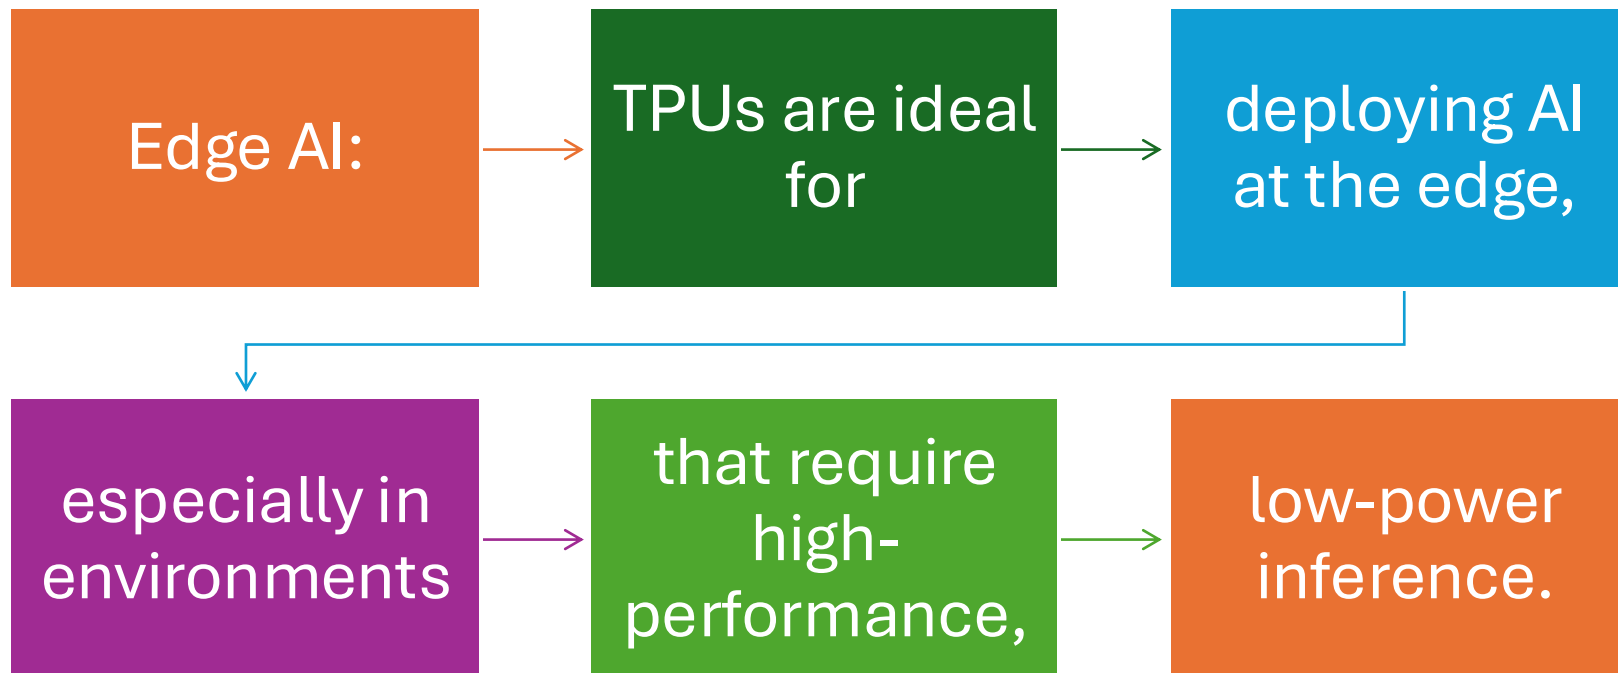 Edge AI:
TPUs are ideal
for
deploying AI
at the edge,
especially in
environments
that require
high-
performance,
low-power
inference.